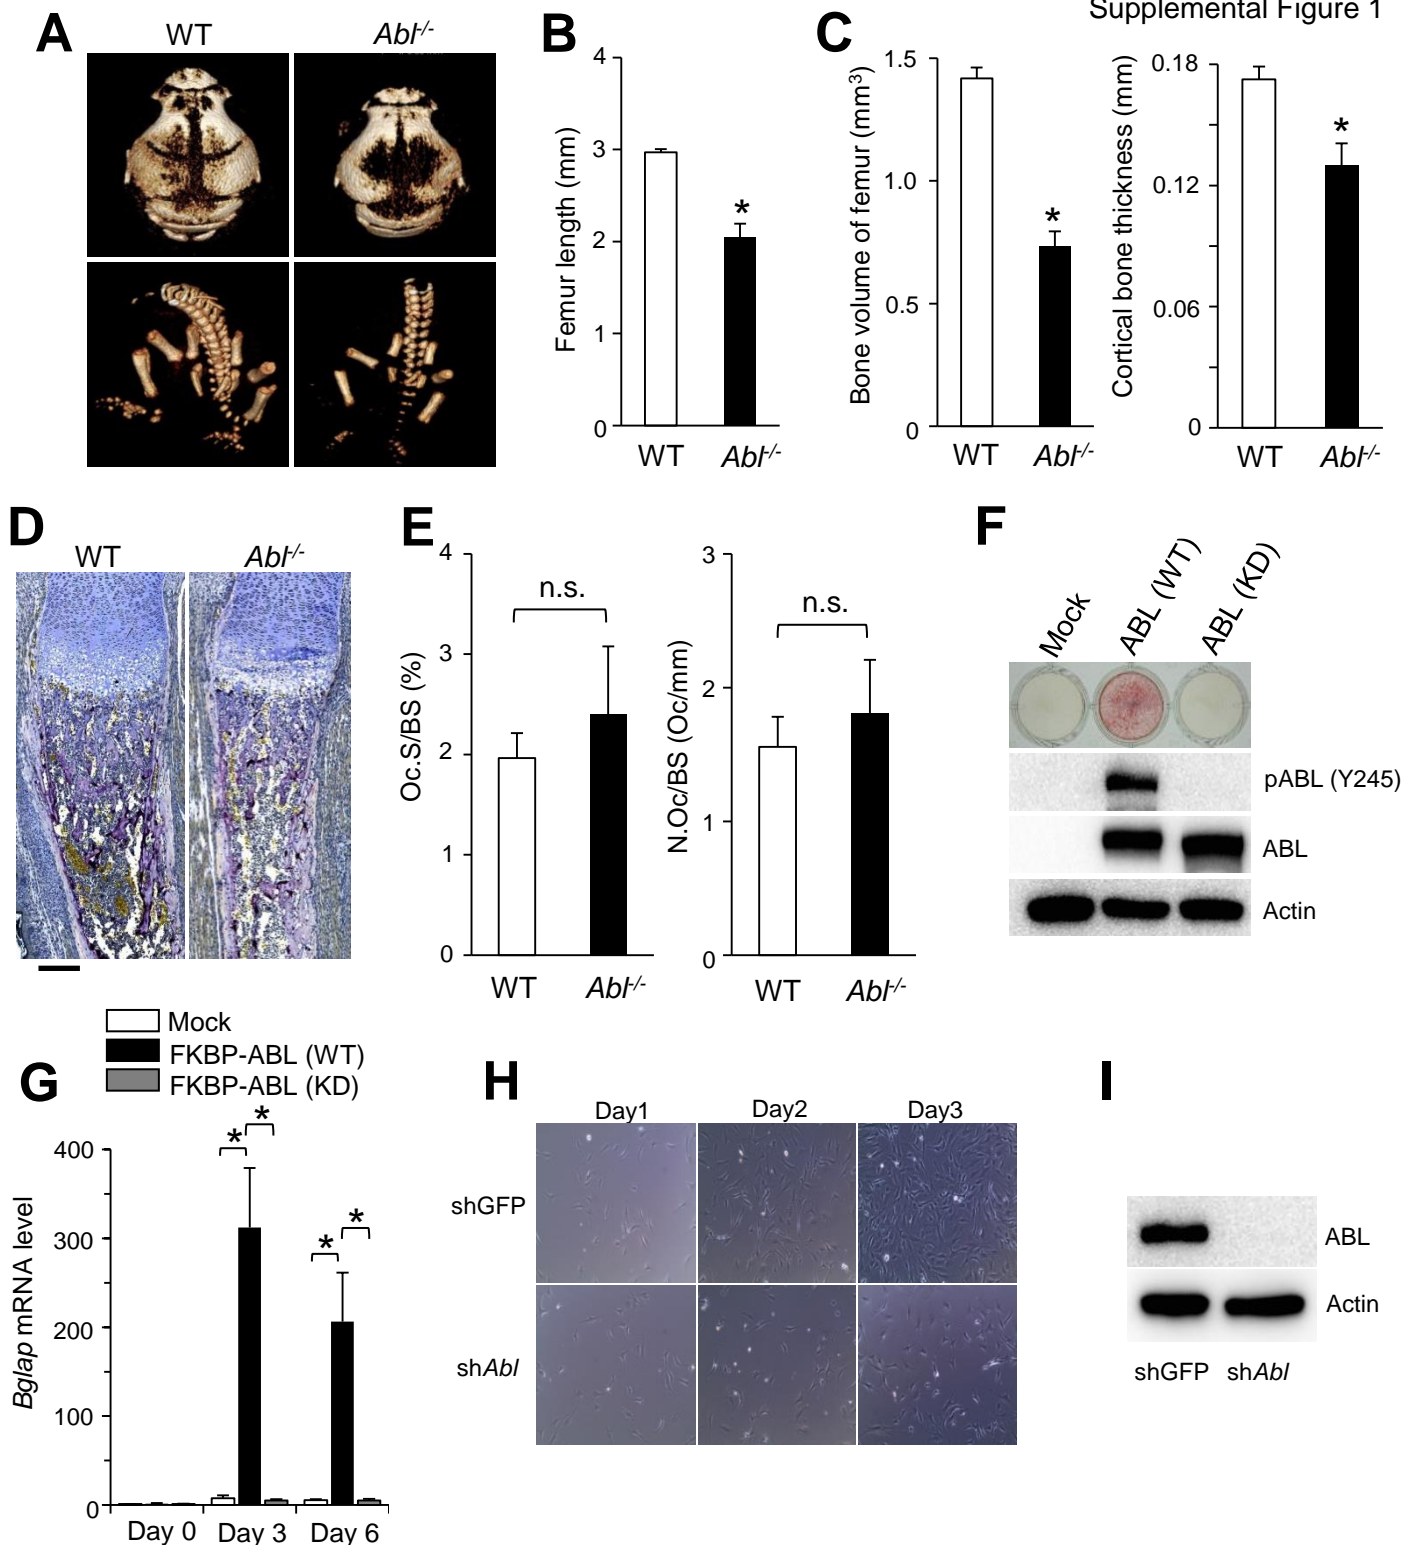 Supplemental Figure 1
A
WT
Abl-/-
B
4
3
2
1
0
Femur length (mm)
*
WT
Abl-/-
C
1.5
1.0
0.5
0
Bone volume of femur (mm3)
*
WT
Abl-/-
0.18
0.12
0.06
0
Cortical bone thickness (mm)
*
WT
Abl-/-
D
WT
Abl-/-
E
4
3
2
1
0
Oc.S/BS (%)
n.s.
WT
Abl-/-
3
2
1
0
N.Oc/BS (Oc/mm)
n.s.
WT
Abl-/-
F
Mock
ABL (WT)
ABL (KD)
pABL (Y245)
ABL
Actin
G
Mock
FKBP-ABL (WT)
FKBP-ABL (KD)
400
300
200
100
0
Bglap mRNA level
* *
* *
Day 0
Day 3
Day 6
H
Day1
Day2
Day3
shGFP
shAbl
I
ABL
Actin
shGFP
shAbl